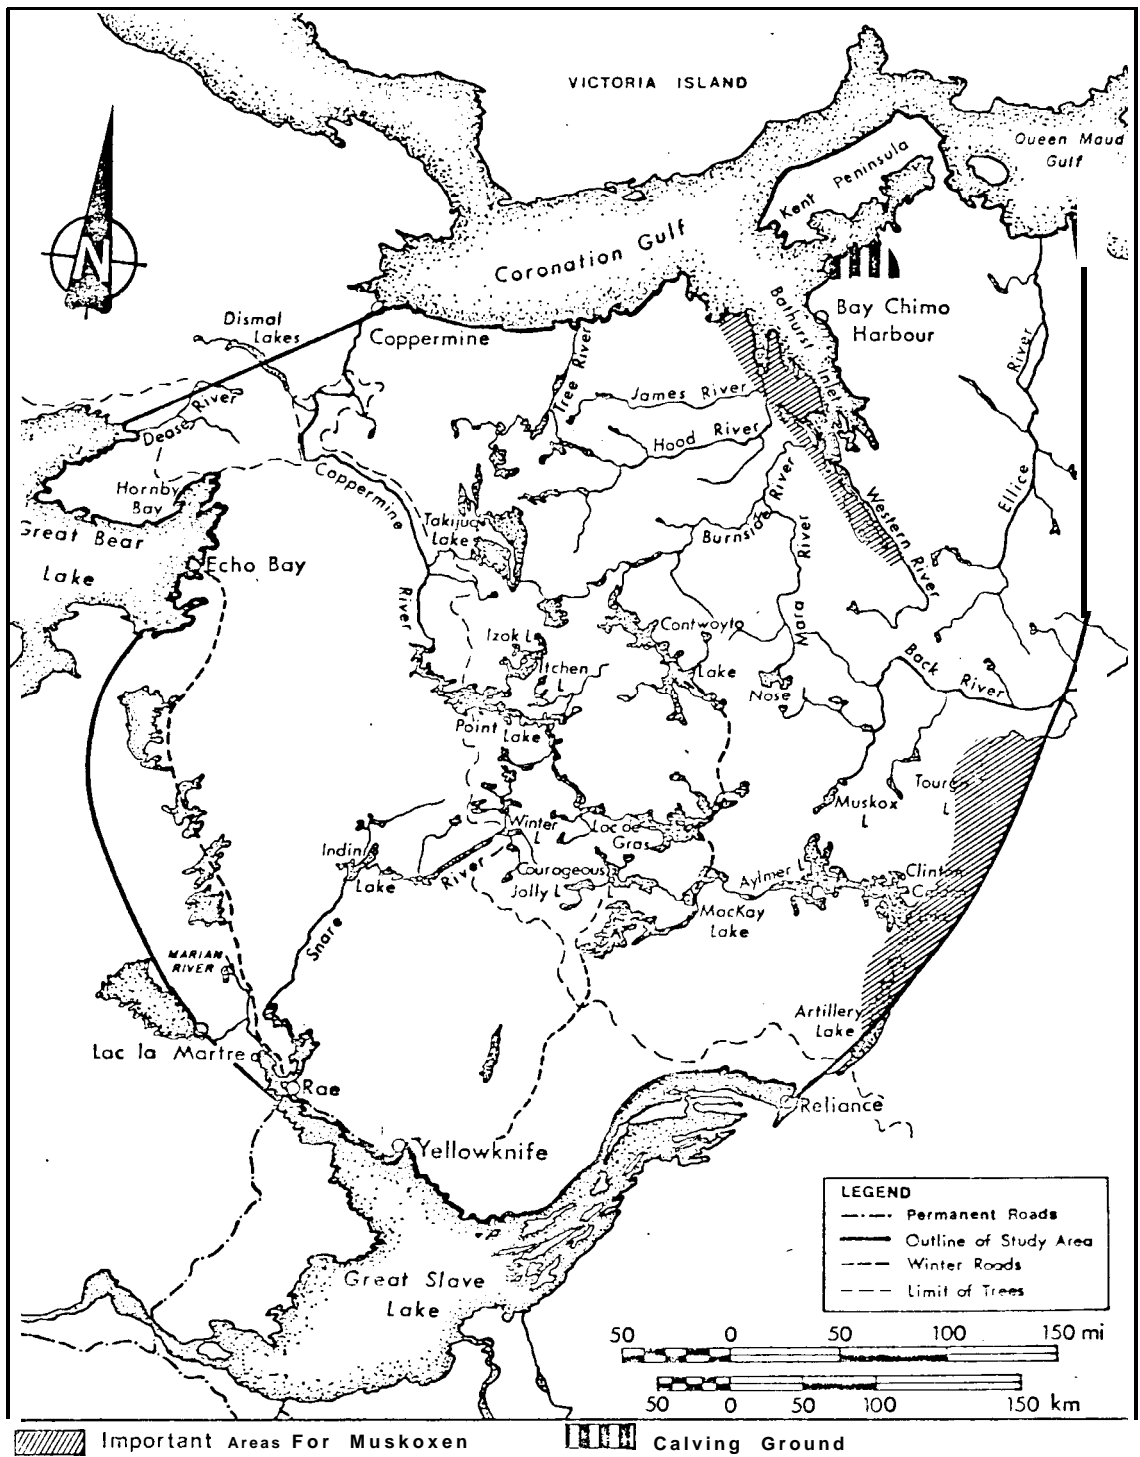 VICTORIA ISLAND
Queen Maud
Gulf
Kent Peninsula
Coronation Gulf
N
Bathurst Inlet
Bay Chimo
Harbour
Dismal
Lakes
Coppermine
Tree River
James River
Hood River
Ellice River
Dease River
Hornby
Bay
Coppermine River
Great Bear
Lake
Echo Bay
Takijuq
Lake
Burnside River
Western River
Mara River
Contwoyto
Lake
Izok L
Itchen
L
Nose L
Back River
Point Lake
Muskox
L
L
Winter
L
Lac de
Gras
Indin
Lake
Snare River
Courageous
L
Jolly L
Aylmer L
Clinton
MacKay
Lake
MARIAN
RIVER
Artillery
Lake
Lac la Martre
Rae
Reliance
Yellowknife
Great Slave
Lake
LEGEND
Permanent Roads
Outline of Study Area
Winter Roads
Limit of Trees
50 0 50 100 150 mi
50 0 50 100 150 km
Important Areas For Muskoxen
Calving Ground